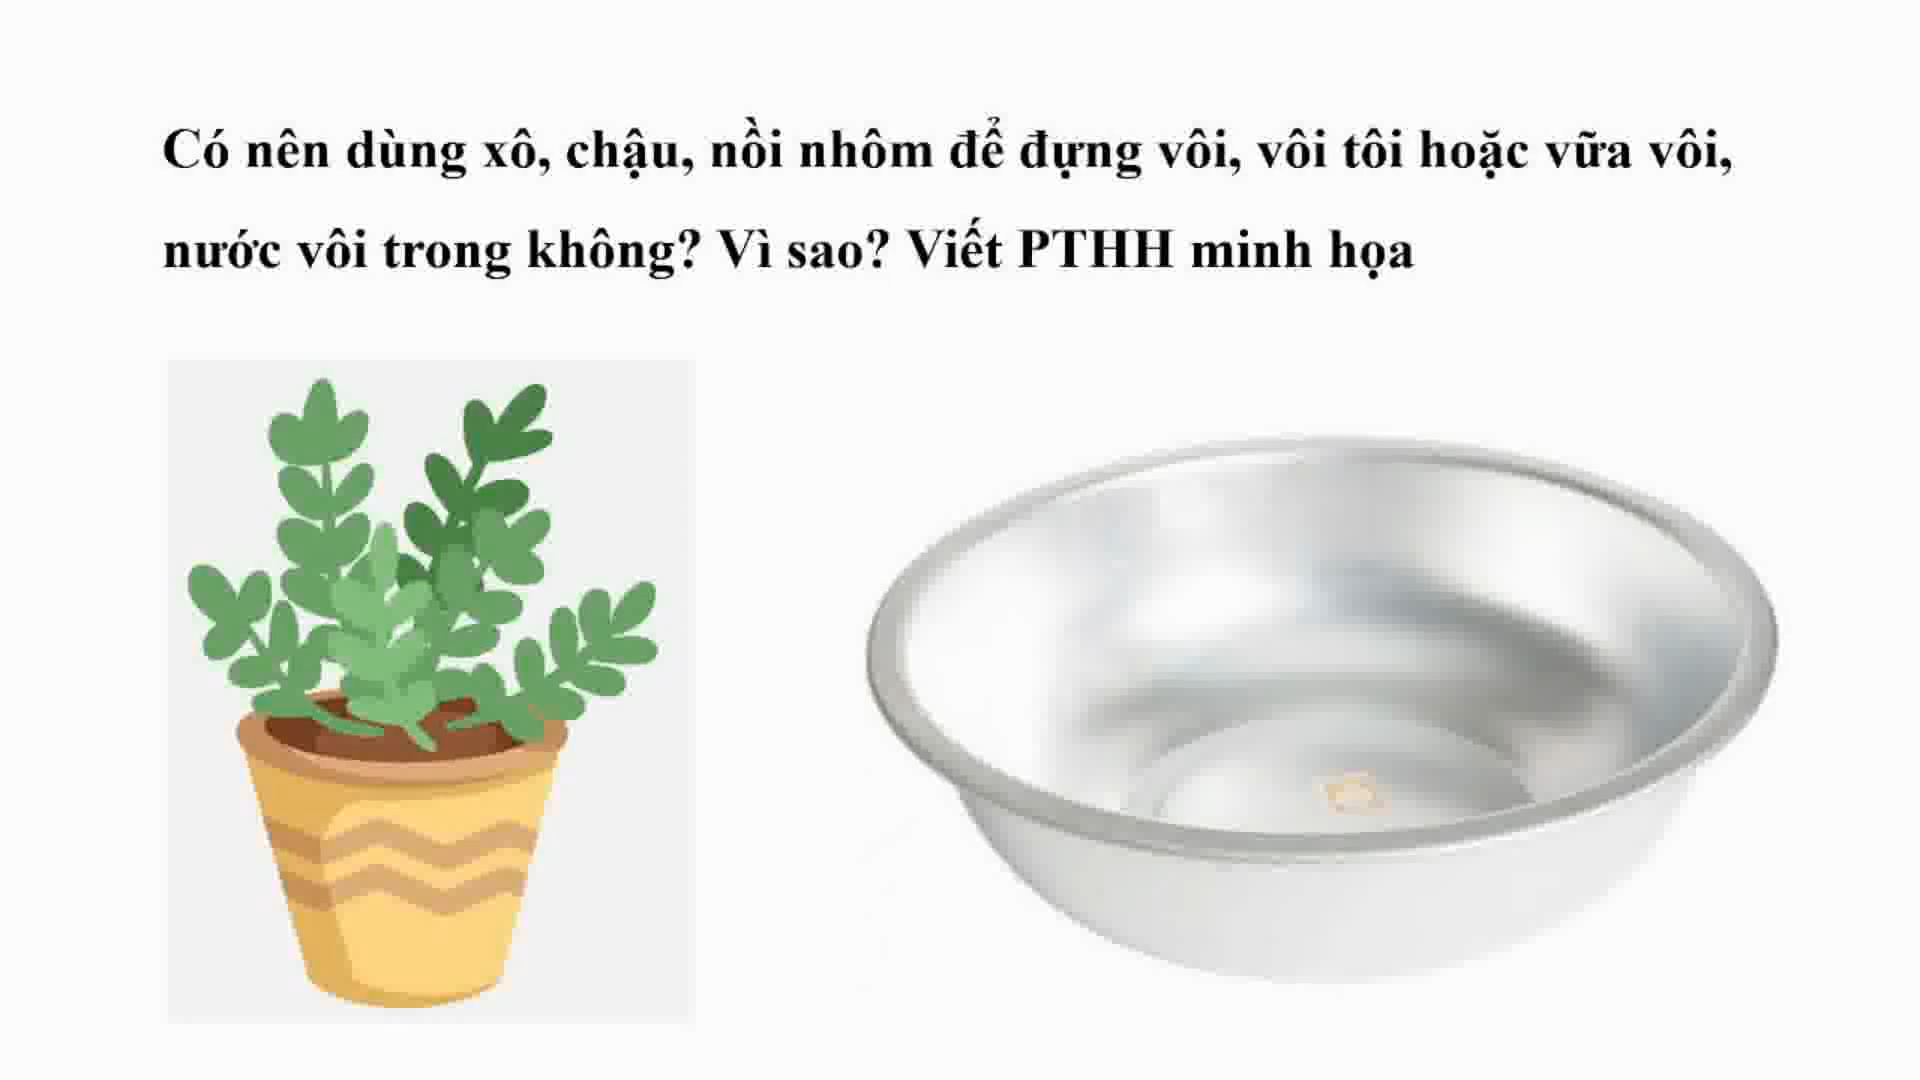 Có nên dùng xô, chậu, nồi nhôm để đựng vôi, vôi tôi hoặc vữa vôi,
nước vôi trong không? Vì sao? Viết PTHH minh họa